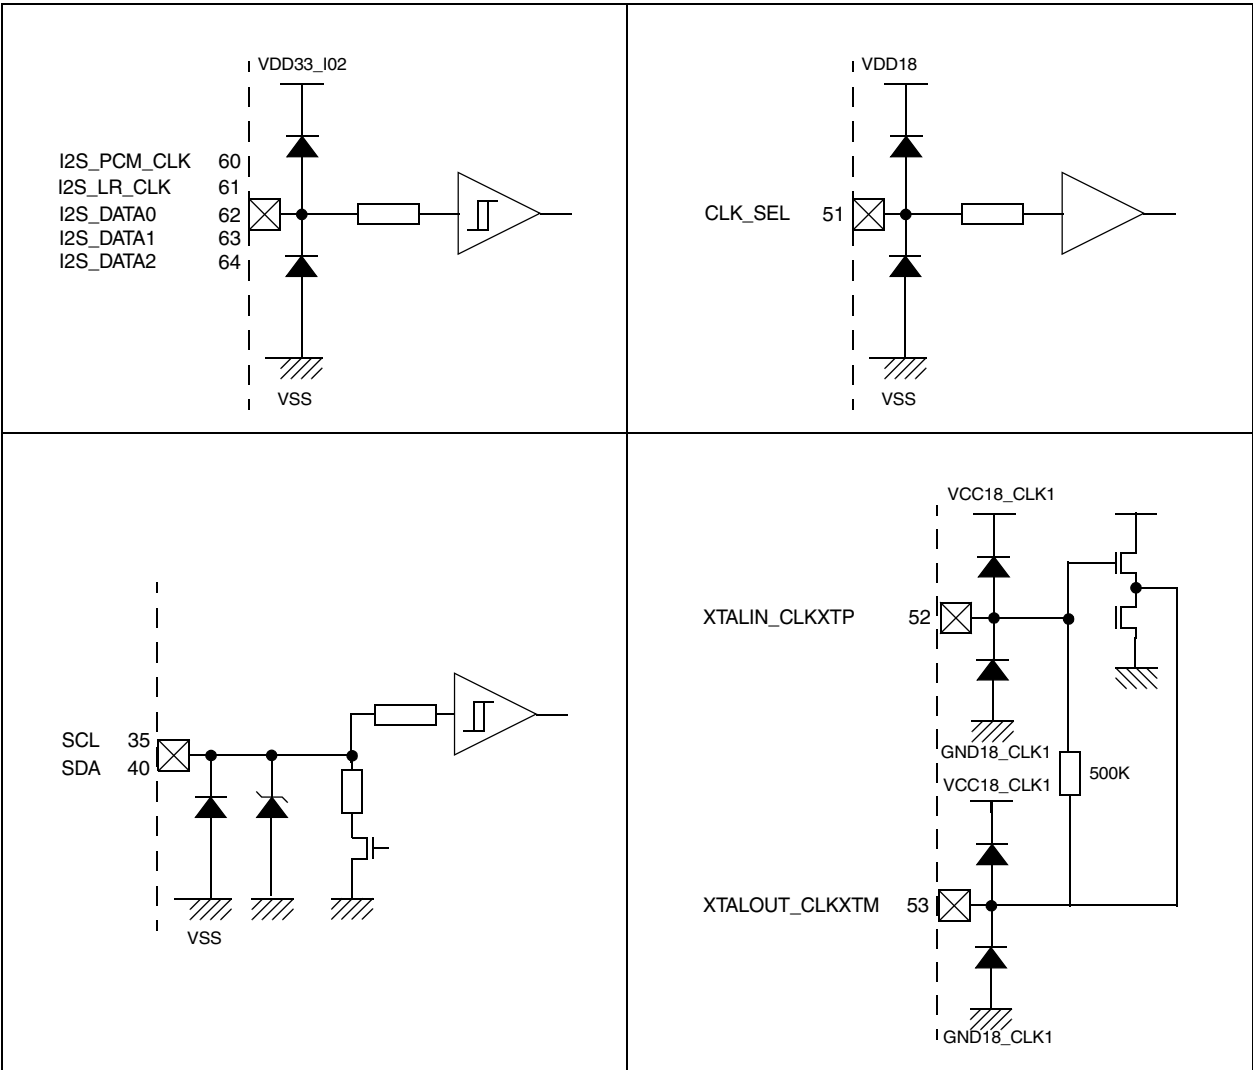 VDD33_I02
I2S_PCM_CLK 60
I2S_LR_CLK 61
I2S_DATA0 62
I2S_DATA1 63
I2S_DATA2 64
VSS
VDD18
CLK_SEL 51
VSS
SCL 35
SDA 40
VSS
VCC18_CLK1
XTALIN_CLKXTP 52
GND18_CLK1
VCC18_CLK1
500K
XTALOUT_CLKXTM 53
GND18_CLK1